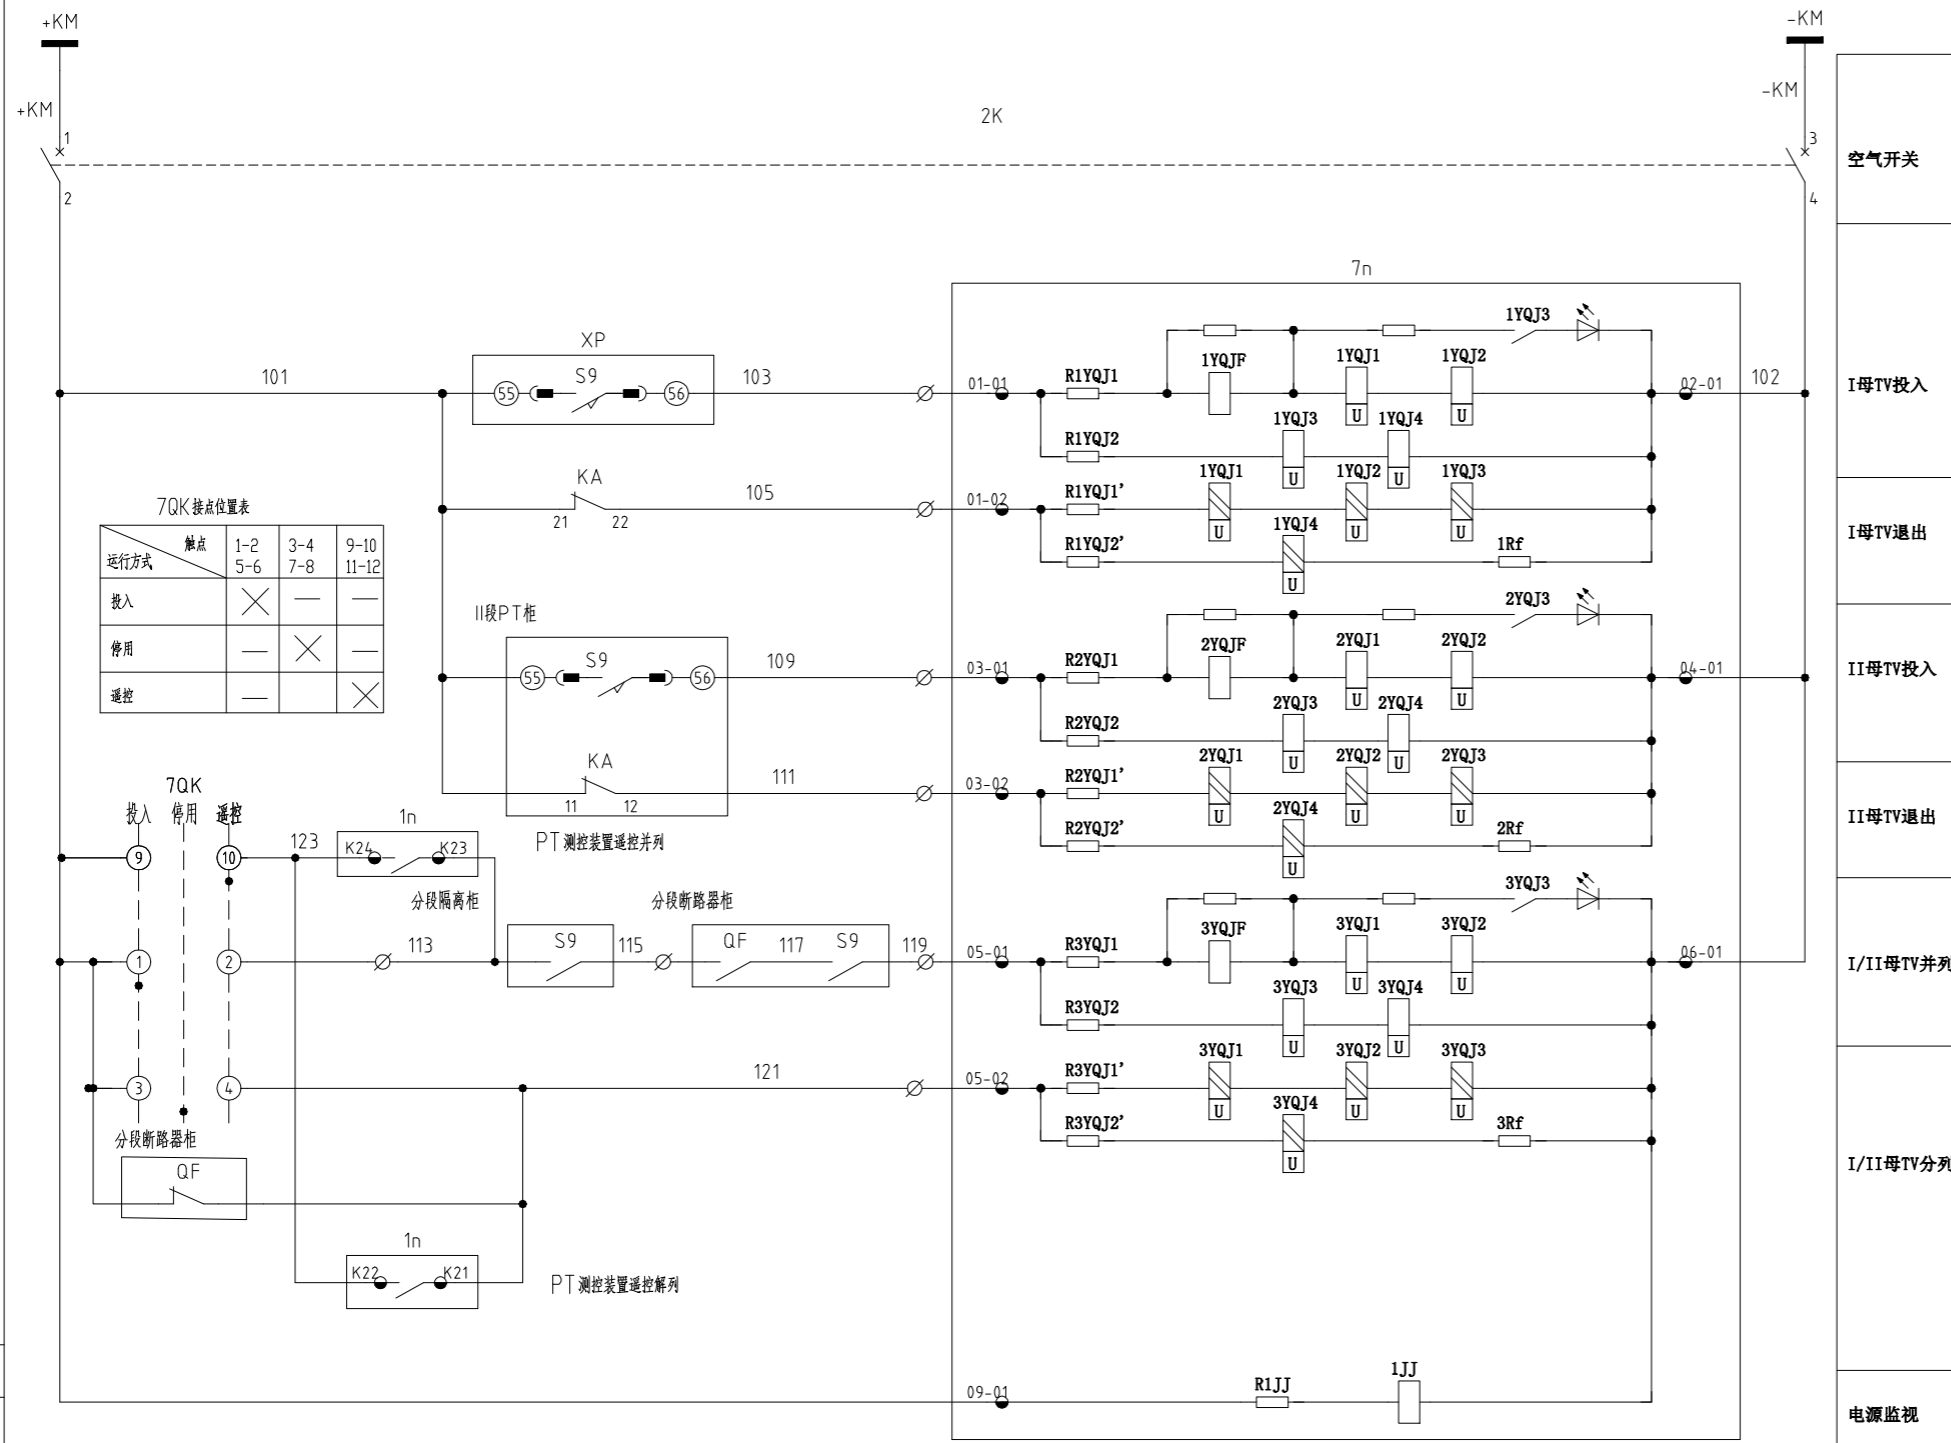 +KM
-KM
+KM
-KM
2K
1
2
3
4
空气开关
7n
XP
101
55
S9
56
103
01-01
R1YQJ1
1YQJF
1YQJ1
U
1YQJ2
U
1YQJ3
02-01
102
I母TV投入
R1YQJ2
1YQJ3
U
1YQJ4
U
KA
21
22
105
01-02
R1YQJ1'
1YQJ1
U
1YQJ2
U
1YQJ3
U
R1YQJ2'
1YQJ4
U
1Rf
I母TV退出
7QK接点位置表
触点
运行方式
1-2
5-6
3-4
7-8
9-10
11-12
投入
停用
遥控
II段PT柜
55
S9
56
109
03-01
R2YQJ1
2YQJF
2YQJ1
U
2YQJ2
U
2YQJ3
04-01
II母TV投入
R2YQJ2
2YQJ3
U
2YQJ4
U
KA
11
12
111
03-02
R2YQJ1'
2YQJ1
U
2YQJ2
U
2YQJ3
U
R2YQJ2'
2YQJ4
U
2Rf
II母TV退出
PT测控装置遥控并列
7QK
投入
停用
遥控
9
10
123
1n
K24
K23
分段隔离柜
分段断路器柜
1
2
113
S9
115
QF
117
S9
119
05-01
R3YQJ1
3YQJF
3YQJ1
U
3YQJ2
U
3YQJ3
06-01
I/II母TV并列
R3YQJ2
3YQJ3
U
3YQJ4
U
3
4
121
05-02
R3YQJ1'
3YQJ1
U
3YQJ2
U
3YQJ3
U
R3YQJ2'
3YQJ4
U
3Rf
I/II母TV分列
分段断路器柜
QF
1n
K22
K21
PT测控装置遥控解列
09-01
R1JJ
1JJ
电源监视